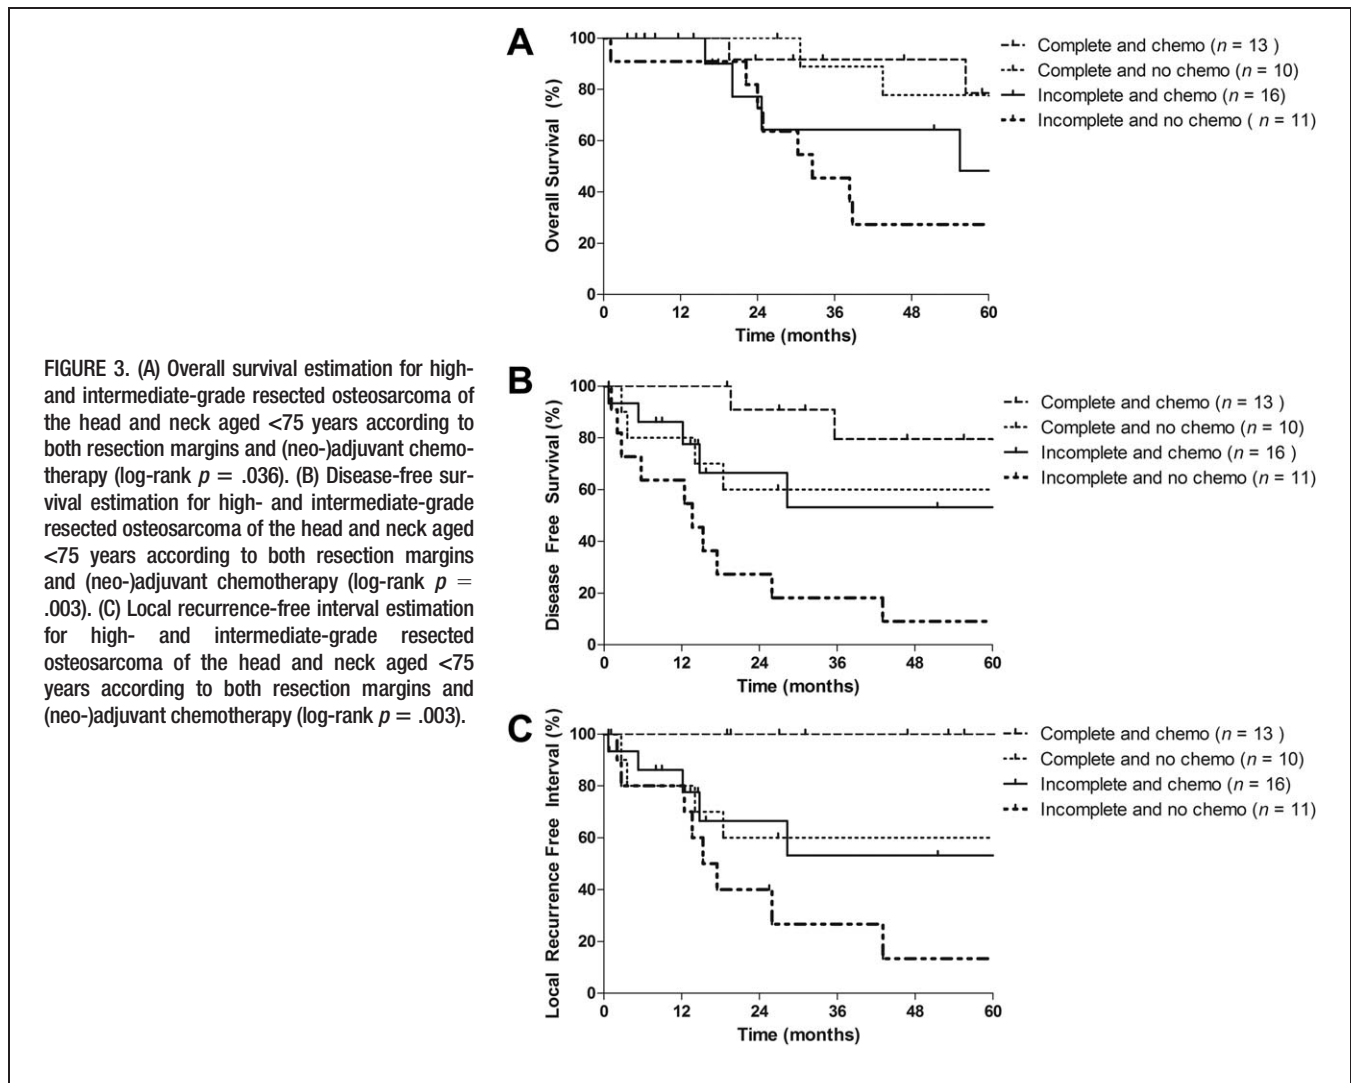 FIGURE 3. (A) Overall survival estimation for high-
and intermediate-grade resected osteosarcoma of
the head and neck aged <75 years according to
both resection margins and (neo-)adjuvant chemo-
therapy (log-rank p = .036). (B) Disease-free sur-
vival estimation for high- and intermediate-grade
resected osteosarcoma of the head and neck aged
<75 years according to both resection margins
and (neo-)adjuvant chemotherapy (log-rank p =
.003). (C) Local recurrence-free interval estimation
for high- and intermediate-grade resected
osteosarcoma of the head and neck aged <75
years according to both resection margins and
(neo-)adjuvant chemotherapy (log-rank p = .003).
A
Overall Survival (%)
100
80
60
40
20
0
0 12 24 36 48 60
Time (months)
Complete and chemo (n = 13 )
Complete and no chemo (n = 10)
Incomplete and chemo (n = 16)
Incomplete and no chemo ( n = 11)
B
Disease Free Survival (%)
100
80
60
40
20
0
0 12 24 36 48 60
Time (months)
Complete and chemo (n = 13 )
Complete and no chemo (n = 10)
Incomplete and chemo (n = 16 )
Incomplete and no chemo (n = 11)
C
Local Recurrence Free Interval (%)
100
80
60
40
20
0
0 12 24 36 48 60
Time (months)
Complete and chemo (n = 13 )
Complete and no chemo (n = 10)
Incomplete and chemo (n = 16)
Incomplete and no chemo (n = 11)